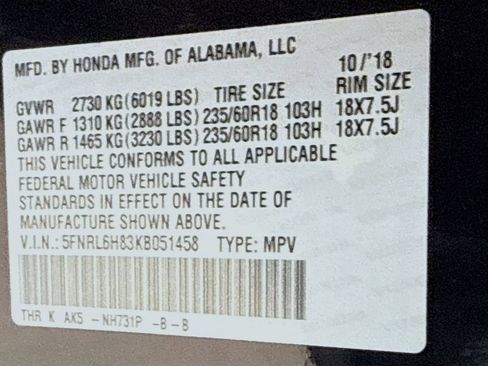 MFD. BY HONDA MFG. OF ALABAMA, LLC 10/'18
GVWR 2730 KG(6019 LBS) TIRE SIZE RIM SIZE
GAWR F 1310 KG(2888 LBS) 235/60R18 103H 18X7.5J
GAWR R 1465 KG(3230 LBS) 235/60R18 103H 18X7.5J
THIS VEHICLE CONFORMS TO ALL APPLICABLE
FEDERAL MOTOR VEHICLE SAFETY
STANDARDS IN EFFECT ON THE DATE OF
MANUFACTURE SHOWN ABOVE.
V.I.N.: 5FNRL6H83KB051458 TYPE: MPV
THR K AK5 -NH731P -B-B